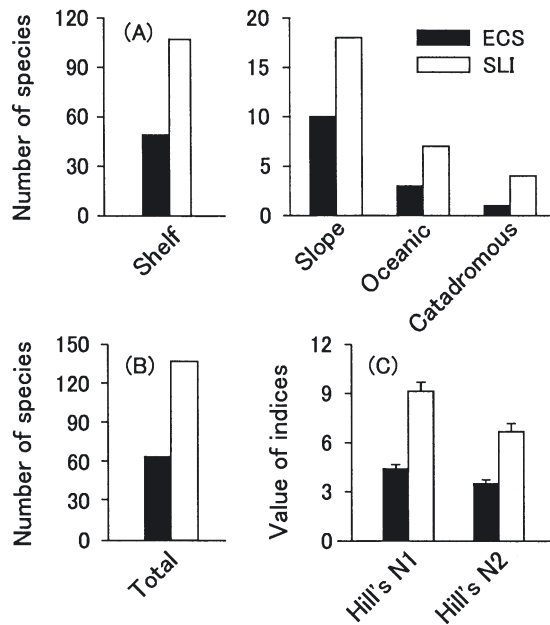 (A)
Number of species
120
90
60
30
0
Shelf
20
15
10
5
0
Slope
Oceanic
Catadromous
ECS
SLI
(B)
Number of species
150
120
90
60
30
0
Total
(C)
Value of indices
12
9
6
3
0
Hill's N1
Hill's N2